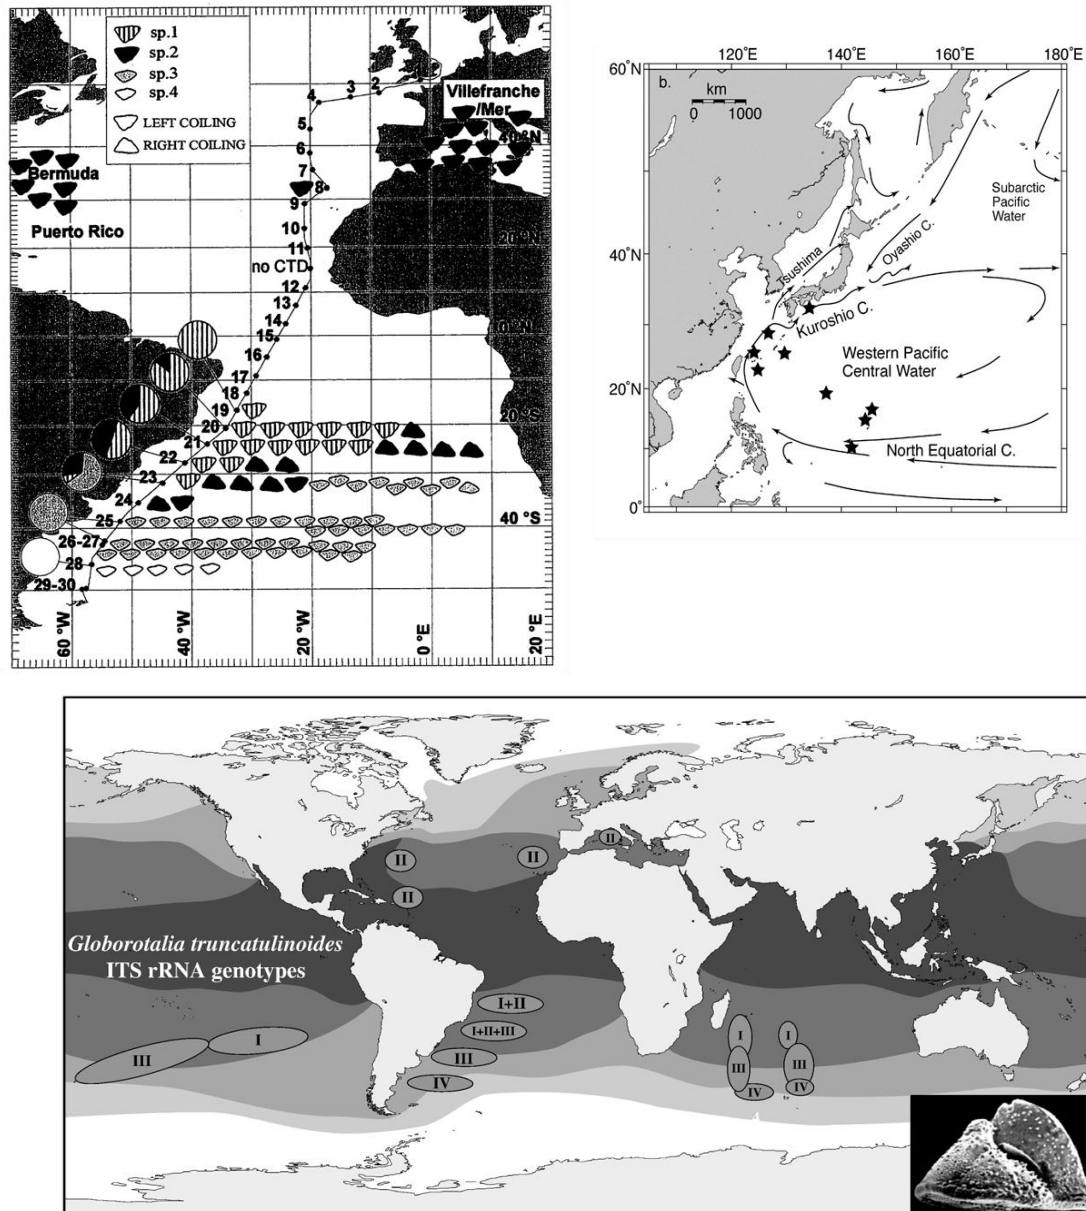 sp.1
sp.2
sp.3
sp.4
LEFT COILING
RIGHT COILING
Villefranche
/Mer
40 °N
Bermuda
Puerto Rico
20 °N
10 °N
20 °S
40 °S
2
3
4
5
6
7
8
9
10
11
no CTD
12
13
14
15
16
17
18
19
20
21
22
23
24
25
26-27
28
29-30
60 °W
40 °W
20 °W
0 °E
20 °E
120°E
140°E
160°E
180°E
60°N
40°N
20°N
0°
b.
km
0 1000
Subarctic
Pacific
Water
Oyashio C.
Tsushima
Kuroshio C.
Western Pacific
Central Water
North Equatorial C.
II
II
II
II
Globorotalia truncatulinoides
ITS rRNA genotypes
I+II
I+II+III
III
IV
I
III
I
III
IV
I
III
IV